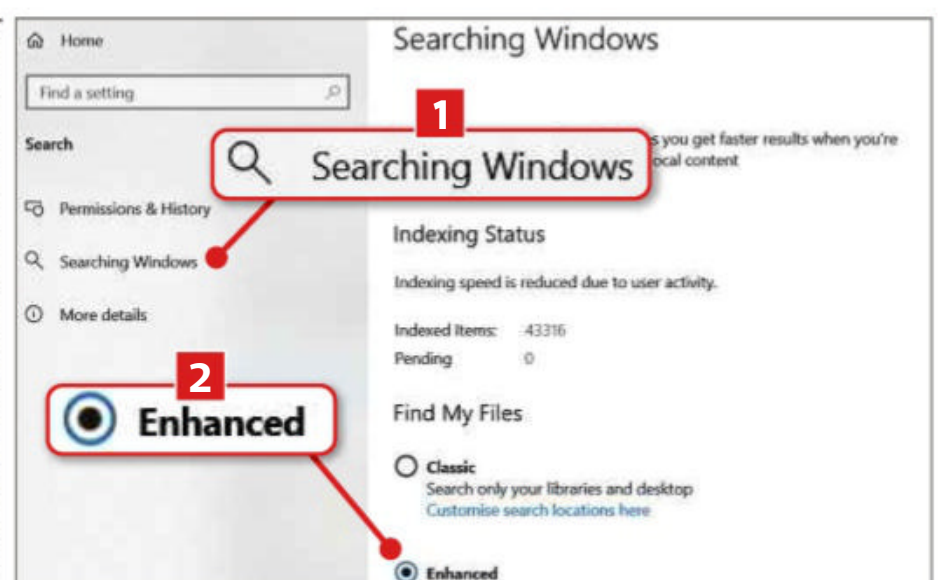 Home
Find a setting
Search
Permissions & History
Searching Windows
More details
1
Searching Windows
2
Enhanced
Searching Windows
you get faster results when you're
content
Indexing Status
Indexing speed is reduced due to user activity.
Indexed Items: 43316
Pending 0
Find My Files
Classic
Search only your libraries and desktop
Customise search locations here
Enhanced